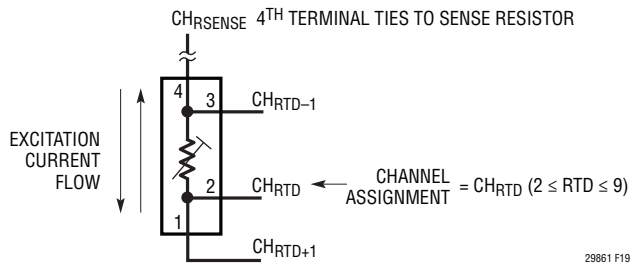 CHRSENSE 4TH TERMINAL TIES TO SENSE RESISTOR
4
3
CHRTD–1
EXCITATION
CURRENT
FLOW
2
CHRTD
CHANNEL
ASSIGNMENT = CHRTD (2 ≤ RTD ≤ 9)
1
CHRTD+1
29861 F19